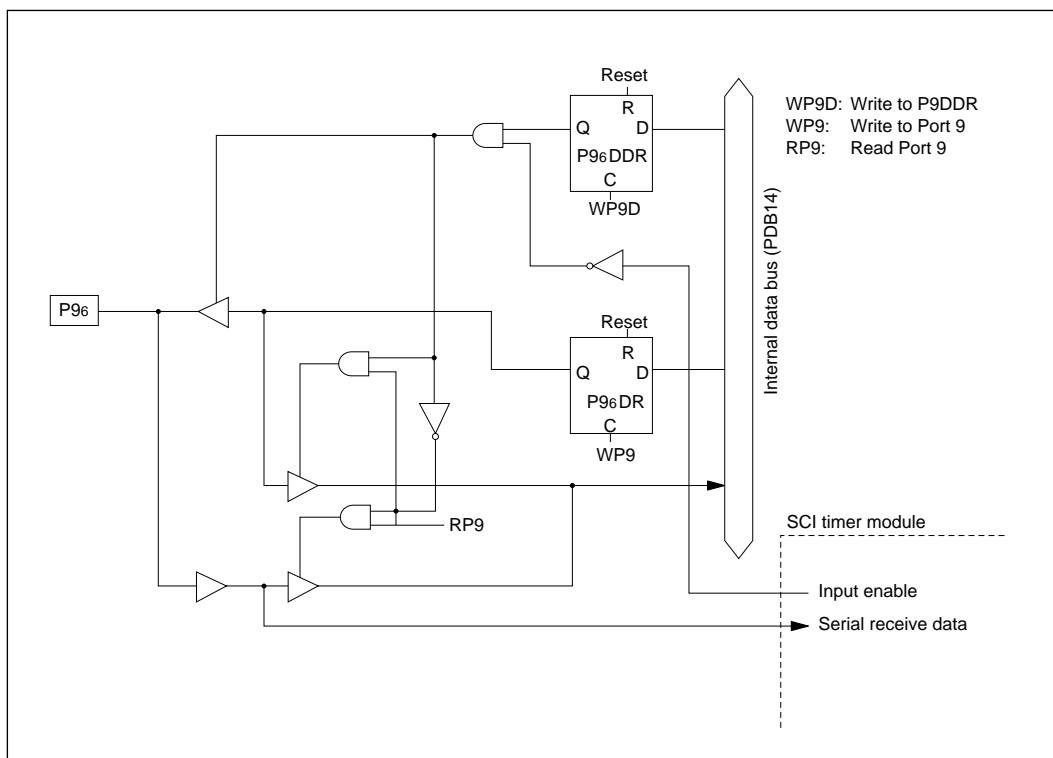 Reset
R
Q D
P96DDR
C
WP9D
WP9D: Write to P9DDR
WP9: Write to Port 9
RP9: Read Port 9
Internal data bus (PDB14)
P96
Reset
R
Q D
P96DR
C
WP9
RP9
SCI timer module
Input enable
Serial receive data